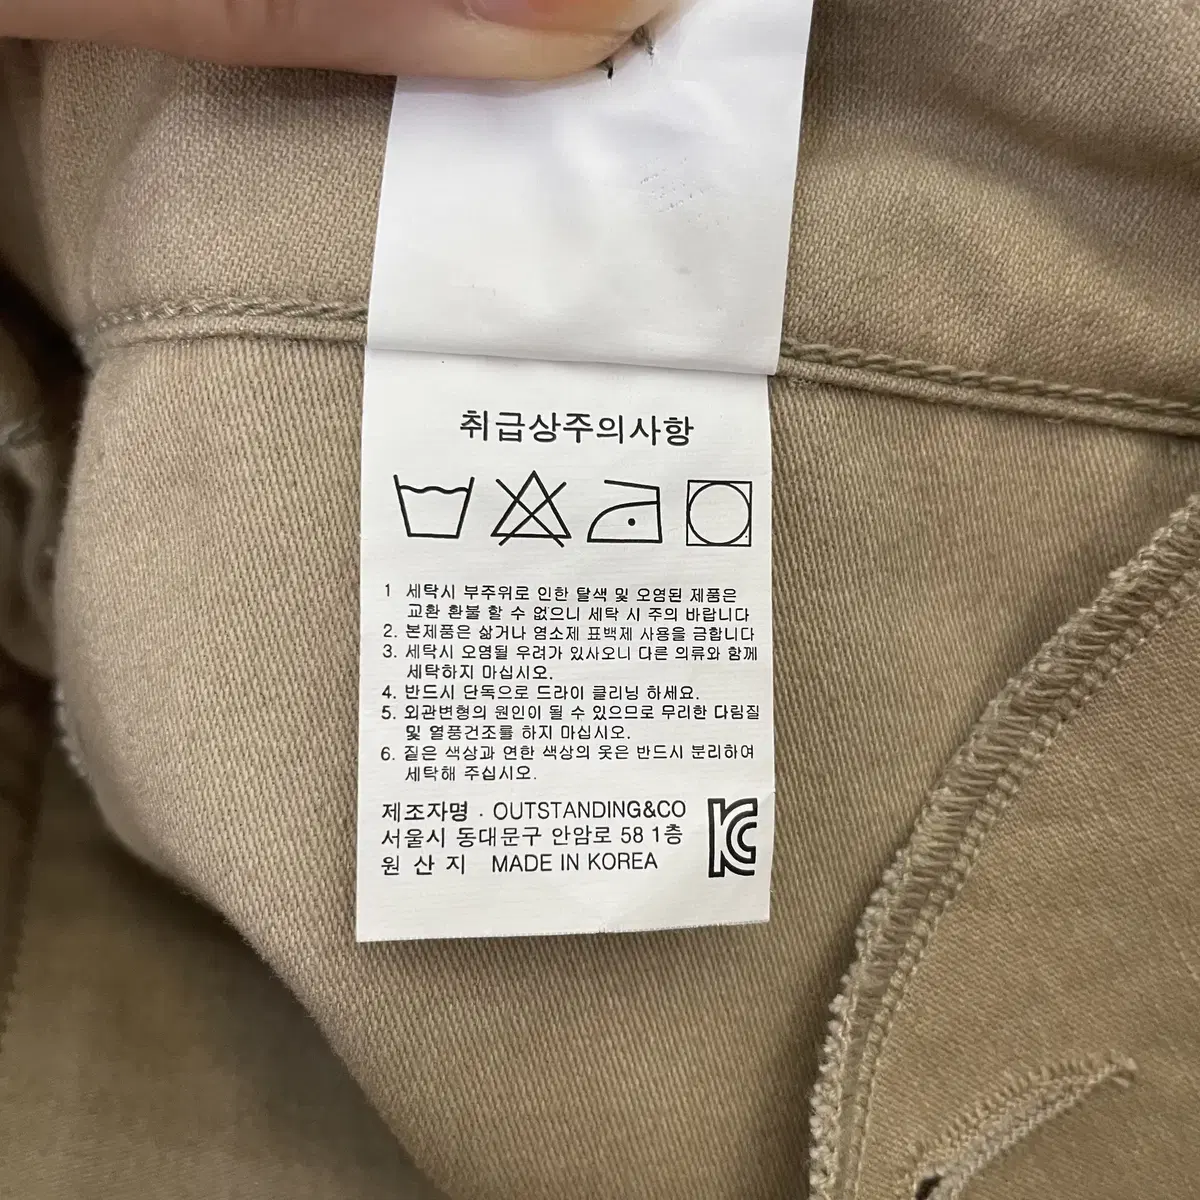 취급상주의사항
1 세탁시 부주위로 인한 탈색 및 오염된 제품은
교환 환불 할 수 없으니 세탁 시 주의 바랍니다
2. 본제품은 삶거나 염소제 표백제 사용을 금합니다
3. 세탁시 오염될 우려가 있사오니 다른 의류와 함께
세탁하지 마십시오.
4. 반드시 단독으로 드라이 클리닝 하세요.
5. 외관변형의 원인이 될 수 있으므로 무리한 다림질
및 열풍건조를 하지 마십시오.
6. 짙은 색상과 연한 색상의 옷은 반드시 분리하여
세탁해 주십시오.
제조자명 . OUTSTANDING&CO
서울시 동대문구 안암로 58 1층
원 산 지 MADE IN KOREA
KC